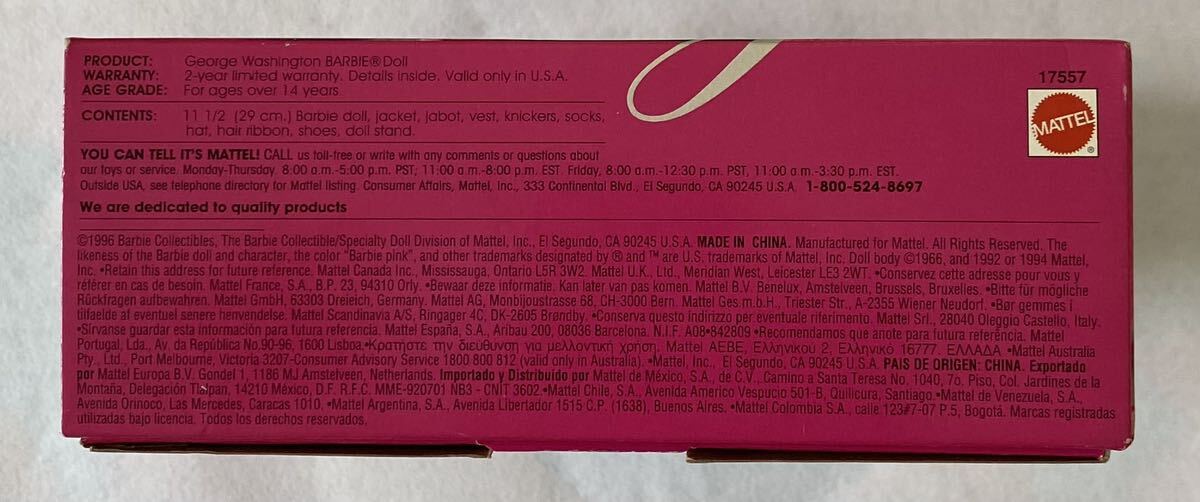 PRODUCT: George Washington BARBIE® Doll
WARRANTY: 2-year limited warranty. Details inside. Valid only in U.S.A.
AGE GRADE: For ages over 14 years.
17557
CONTENTS: 11 1/2 (29 cm.) Barbie doll, jacket, jabot, vest, knickers, socks,
hat, hair ribbon, shoes, doll stand.
MATTEL®
YOU CAN TELL IT'S MATTEL! CALL us toll-free or write with any comments or questions about
our toys or service. Monday-Thursday. 8:00 a.m.-5:00 p.m. PST; 11:00 a.m.-8:00 p.m. EST. Friday, 8:00 a.m.-12:30 p.m. PST, 11:00 a.m.-3:30 p.m. EST.
Outside USA, see telephone directory for Mattel listing. Consumer Affairs, Mattel, Inc., 333 Continental Blvd., El Segundo, CA 90245 U.S.A. 1-800-524-8697
We are dedicated to quality products
©1996 Barbie Collectibles, The Barbie Collectible/Specialty Doll Division of Mattel, Inc., El Segundo, CA 90245 U.S.A. MADE IN CHINA. Manufactured for Mattel. All Rights Reserved. The
likeness of the Barbie doll and character, the color "Barbie pink", and other trademarks designated by ® and ™ are U.S. trademarks of Mattel, Inc. Doll body ©1966, and 1992 or 1994 Mattel,
Inc. •Retain this address for future reference. Mattel Canada Inc., Mississauga, Ontario L5R 3W2. Mattel U.K., Ltd., Meridian West, Leicester LE3 2WT. •Conservez cette adresse pour vous y
référer en cas de besoin. Mattel France, S.A., B.P. 23, 94310 Orly. •Bewaar deze informatie. Kan later van pas komen. Mattel B.V. Benelux, Amstelveen, Brussels, Bruxelles. •Bitte für mögliche
Rückfragen aufbewahren. Mattel GmbH, 63303 Dreieich, Germany. Mattel AG, Monbijoustrasse 68, CH-3000 Bern. Mattel Ges.m.b.H., Triester Str., A-2355 Wiener Neudorf. •Bør gemmes i
tilfaelde af eventuel senere henvendelse. Mattel Scandinavia A/S, Ringager 4C, DK-2605 Brøndby. •Conserva questo indirizzo per eventuale riferimento. Mattel Srl., 28040 Oleggio Castello, Italy.
•Sírvanse guardar esta información para futura referencia. Mattel España, S.A., Aribau 200, 08036 Barcelona. N.I.F. A08•842809 •Recomendamos que anote para futura referência. Mattel
Portugal, Lda., Av. da República No.90-96, 1600 Lisboa.•Κρατήστε την διεύθυνση για μελλοντική χρήση, Mattel AEBE, Ελληνικού 2, Ελληνικό 16777. ΕΛΛΑΔΑ •Mattel Australia
Pty., Ltd., Port Melbourne, Victoria 3207-Consumer Advisory Service 1800 800 812 (valid only in Australia). •Mattel, Inc., El Segundo, CA 90245 U.S.A. PAIS DE ORIGEN: CHINA. Exportado
por Mattel Europa B.V. Gondel 1, 1186 MJ Amstelveen, Netherlands. Importado y Distribuido por Mattel de México, S.A., de C.V., Camino a Santa Teresa No. 1040, 7o. Piso, Col. Jardines de la
Montaña, Delegación Tlalpan, 14210 México, D.F. R.F.C. MME-920701 NB3 - CNIT 3602.•Mattel Chile, S.A., Avenida Americo Vespucio 501-B, Quilicura, Santiago.•Mattel de Venezuela, S.A.,
Avenida Orinoco, Las Mercedes, Caracas 1010. •Mattel Argentina, S.A., Avenida Libertador 1515 C.P. (1638), Buenos Aires. •Mattel Colombia S.A., calle 123#7-07 P.5, Bogotá. Marcas registradas
utilizadas bajo licencia. Todos los derechos reservados.